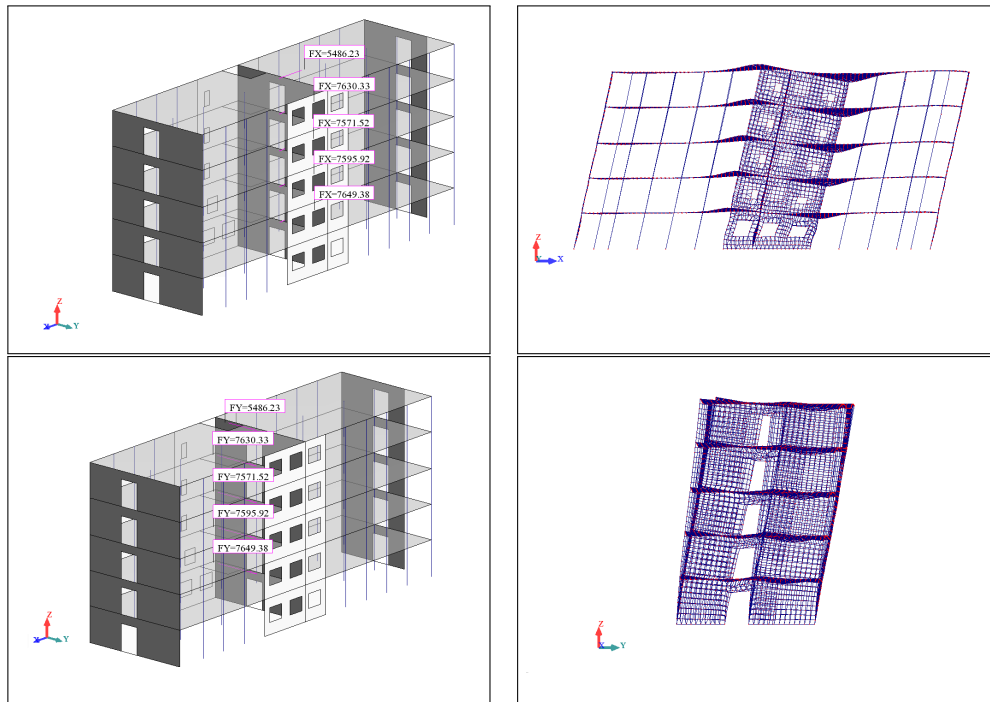 FX=5486.23
FX=7630.33
FX=7571.52
FX=7595.92
FX=7649.38
Z
X Y
Z
Y X
FY=5486.23
FY=7630.33
FY=7571.52
FY=7595.92
FY=7649.38
Z
X Y
Z
X Y